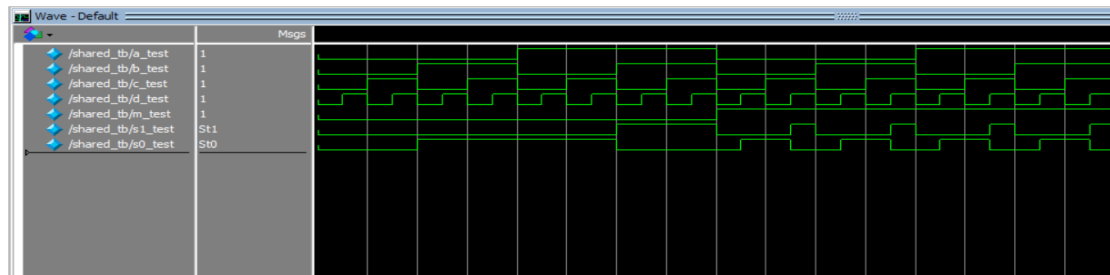 Wave - Default
Msgs
/shared_tb/a_test 1
/shared_tb/b_test 1
/shared_tb/c_test 1
/shared_tb/d_test 1
/shared_tb/m_test 1
/shared_tb/s1_test St1
/shared_tb/s0_test St0